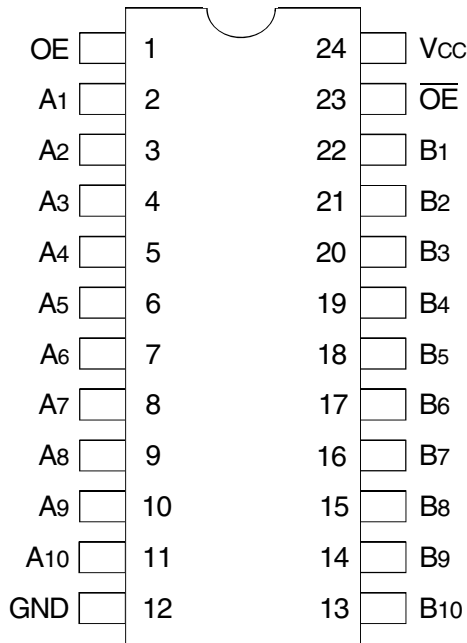 OE 1 24 VCC
A1 2 23 O̅E̅
A2 3 22 B1
A3 4 21 B2
A4 5 20 B3
A5 6 19 B4
A6 7 18 B5
A7 8 17 B6
A8 9 16 B7
A9 10 15 B8
A10 11 14 B9
GND 12 13 B10